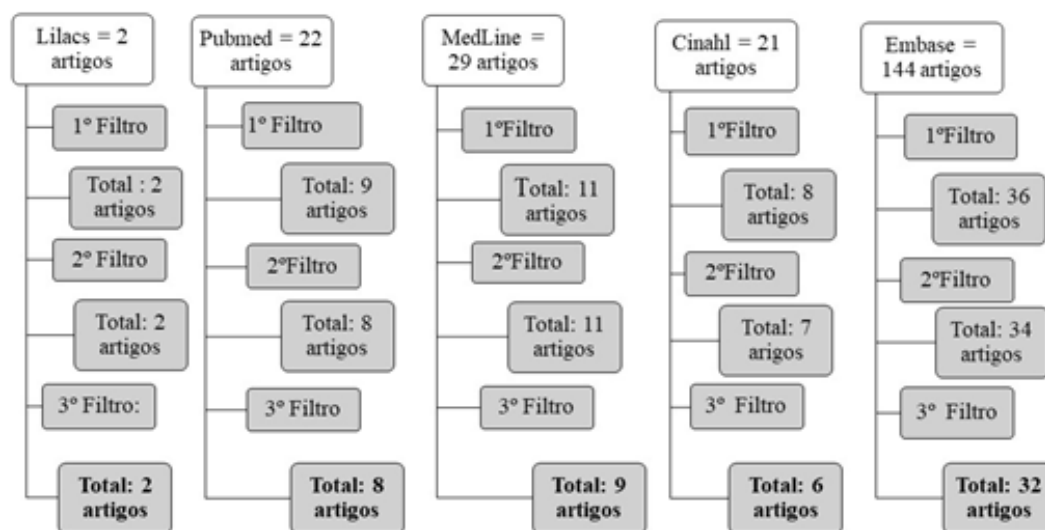 Lilacs = 2
artigos
1º Filtro
Total : 2
artigos
2º Filtro
Total: 2
artigos
3º Filtro:
Total: 2
artigos
Pubmed = 22
artigos
1º Filtro
Total: 9
artigos
2ºFiltro
Total: 8
artigos
3º Filtro
Total: 8
artigos
MedLine =
29 artigos
1ºFiltro
Total: 11
artigos
2ºFiltro
Total: 11
artigos
3º Filtro
Total: 9
artigos
Cinahl = 21
artigos
1ºFiltro
Total: 8
artigos
2ºFiltro
Total: 7
arigos
3º Filtro
Total: 6
artigos
Embase =
144 artigos
1ºFiltro
Total: 36
artigos
2ºFiltro
Total: 34
artigos
3º Filtro
Total: 32
artigos